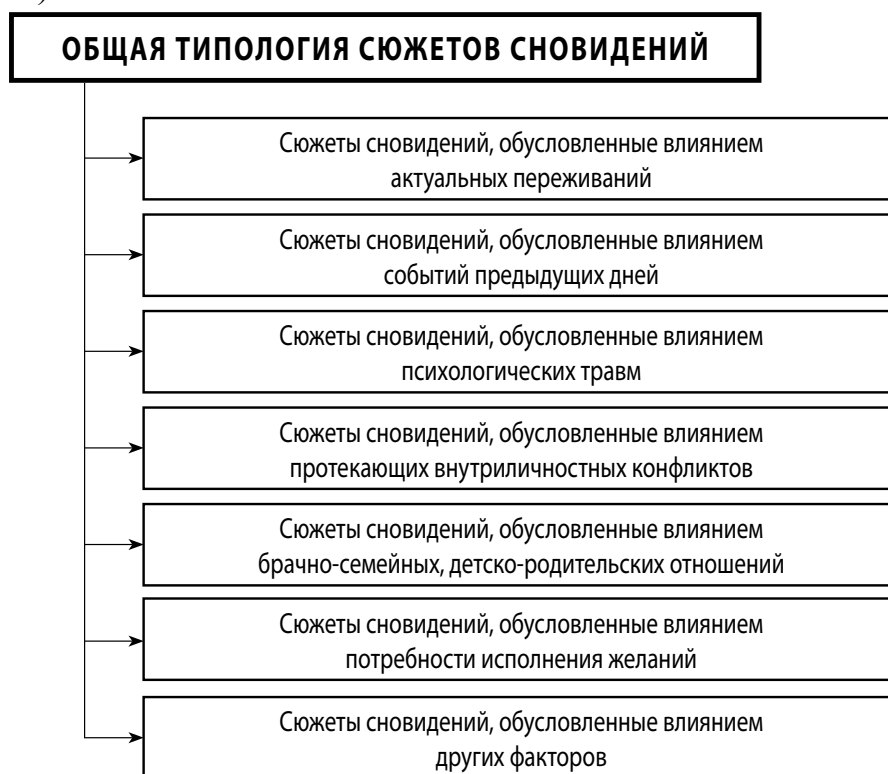 ОБЩАЯ ТИПОЛОГИЯ СЮЖЕТОВ СНОВИДЕНИЙ
Сюжеты сновидений, обусловленные влиянием
актуальных переживаний
Сюжеты сновидений, обусловленные влиянием
событий предыдущих дней
Сюжеты сновидений, обусловленные влиянием
психологических травм
Сюжеты сновидений, обусловленные влиянием
протекающих внутриличностных конфликтов
Сюжеты сновидений, обусловленные влиянием
брачно-семейных, детско-родительских отношений
Сюжеты сновидений, обусловленные влиянием
потребности исполнения желаний
Сюжеты сновидений, обусловленные влиянием
других факторов